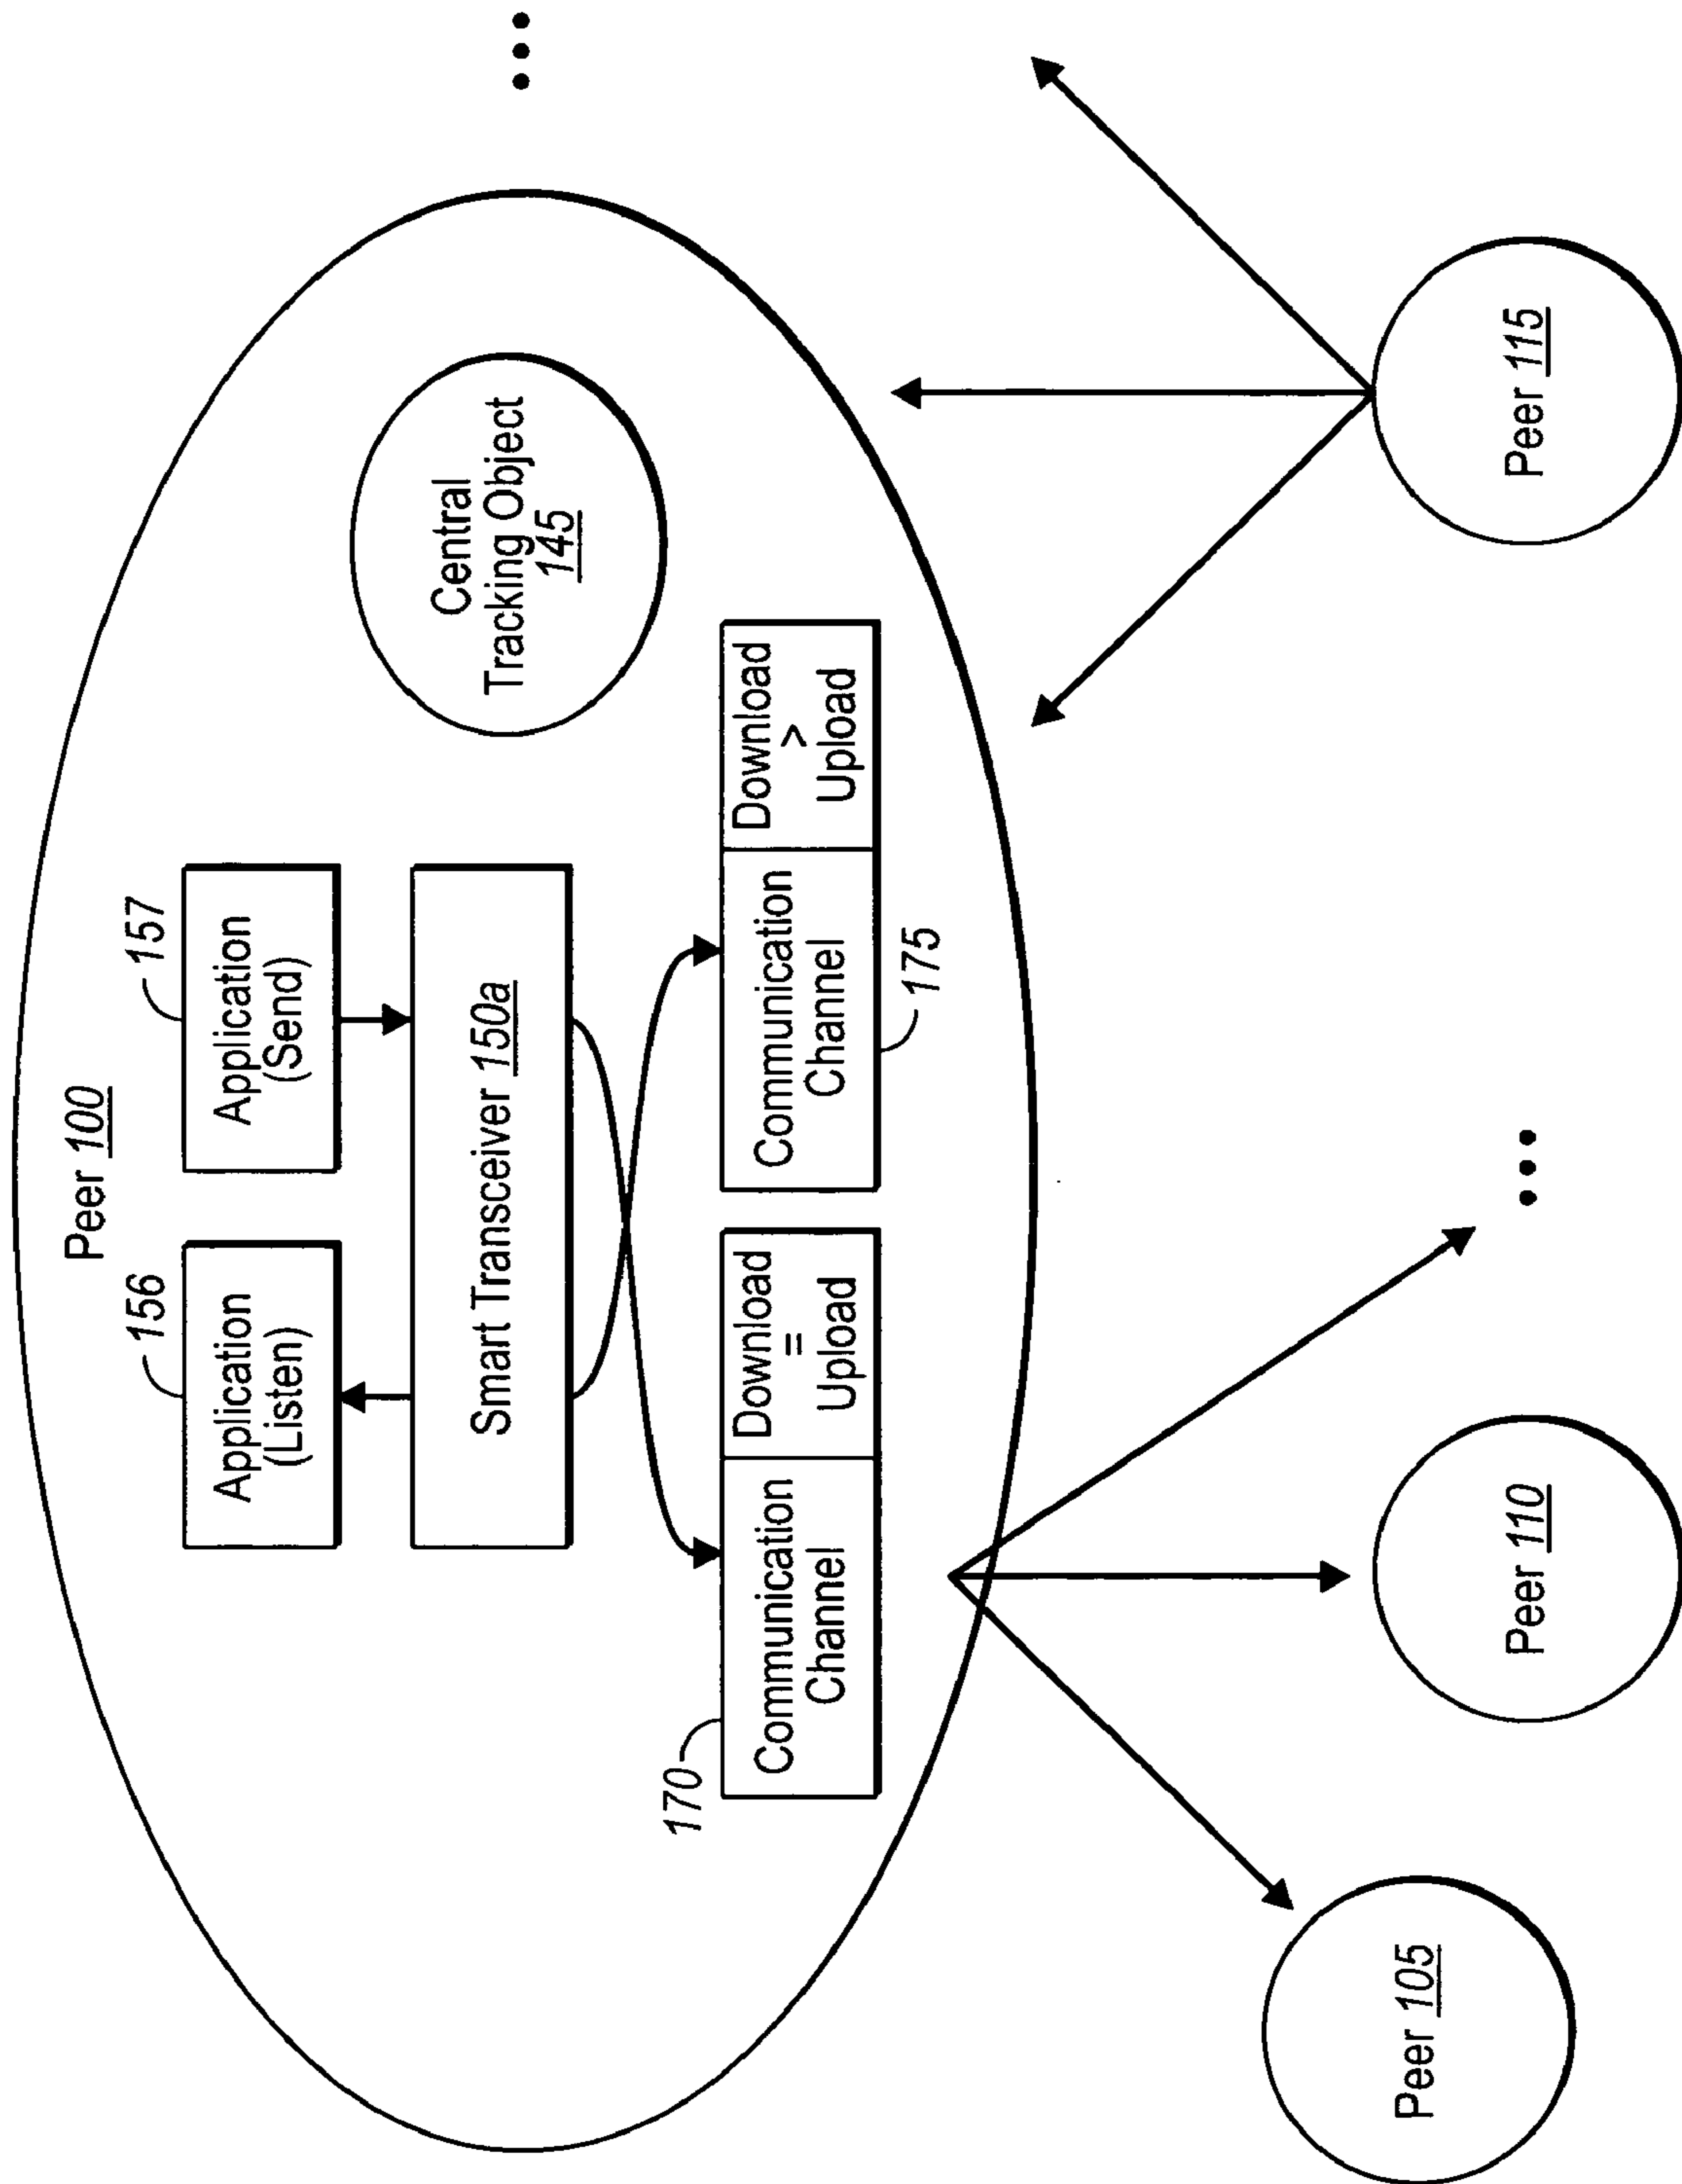 Peer 100
156
157
Application
(Listen)
Application
(Send)
Smart Transceiver 150a
Central
Tracking Object
145
170
Communication
Channel
Download
=
Upload
Communication
Channel
Download
>
Upload
175
Peer 105
Peer 110
Peer 115